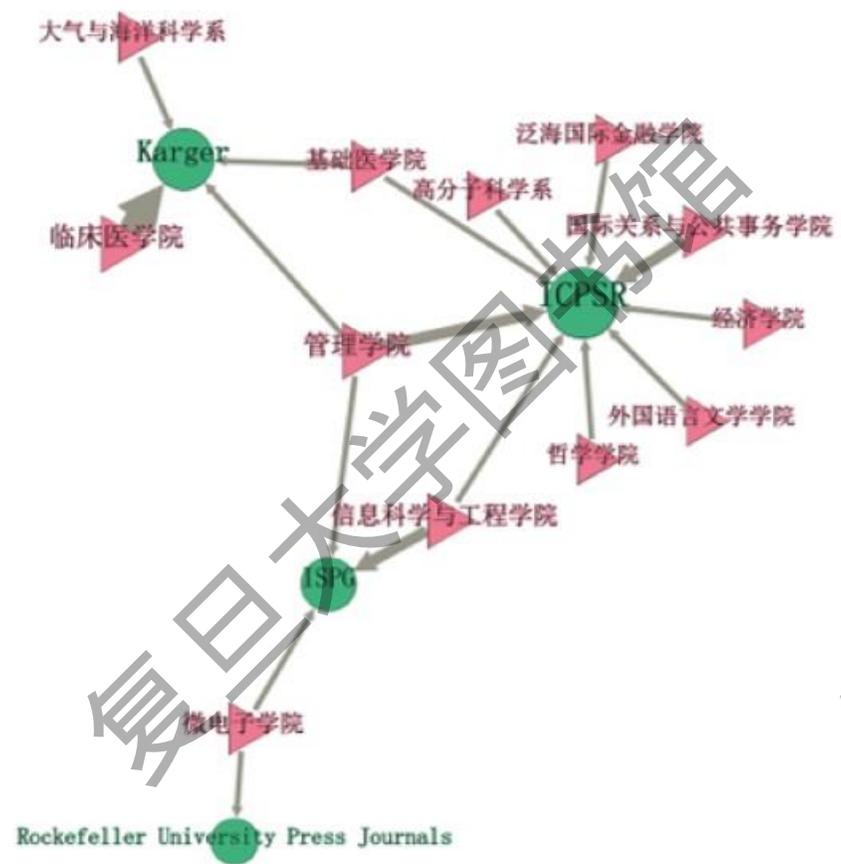 大气与海洋科学系
泛海国际金融学院
Karger
基础医学院
高分子科学系
国际关系与公共事务学院
临床医学院
ICPSR
经济学院
管理学院
外国语言文学学院
哲学学院
信息科学与工程学院
ISPG
微电子学院
Rockefeller University Press Journals
复旦大学图书馆